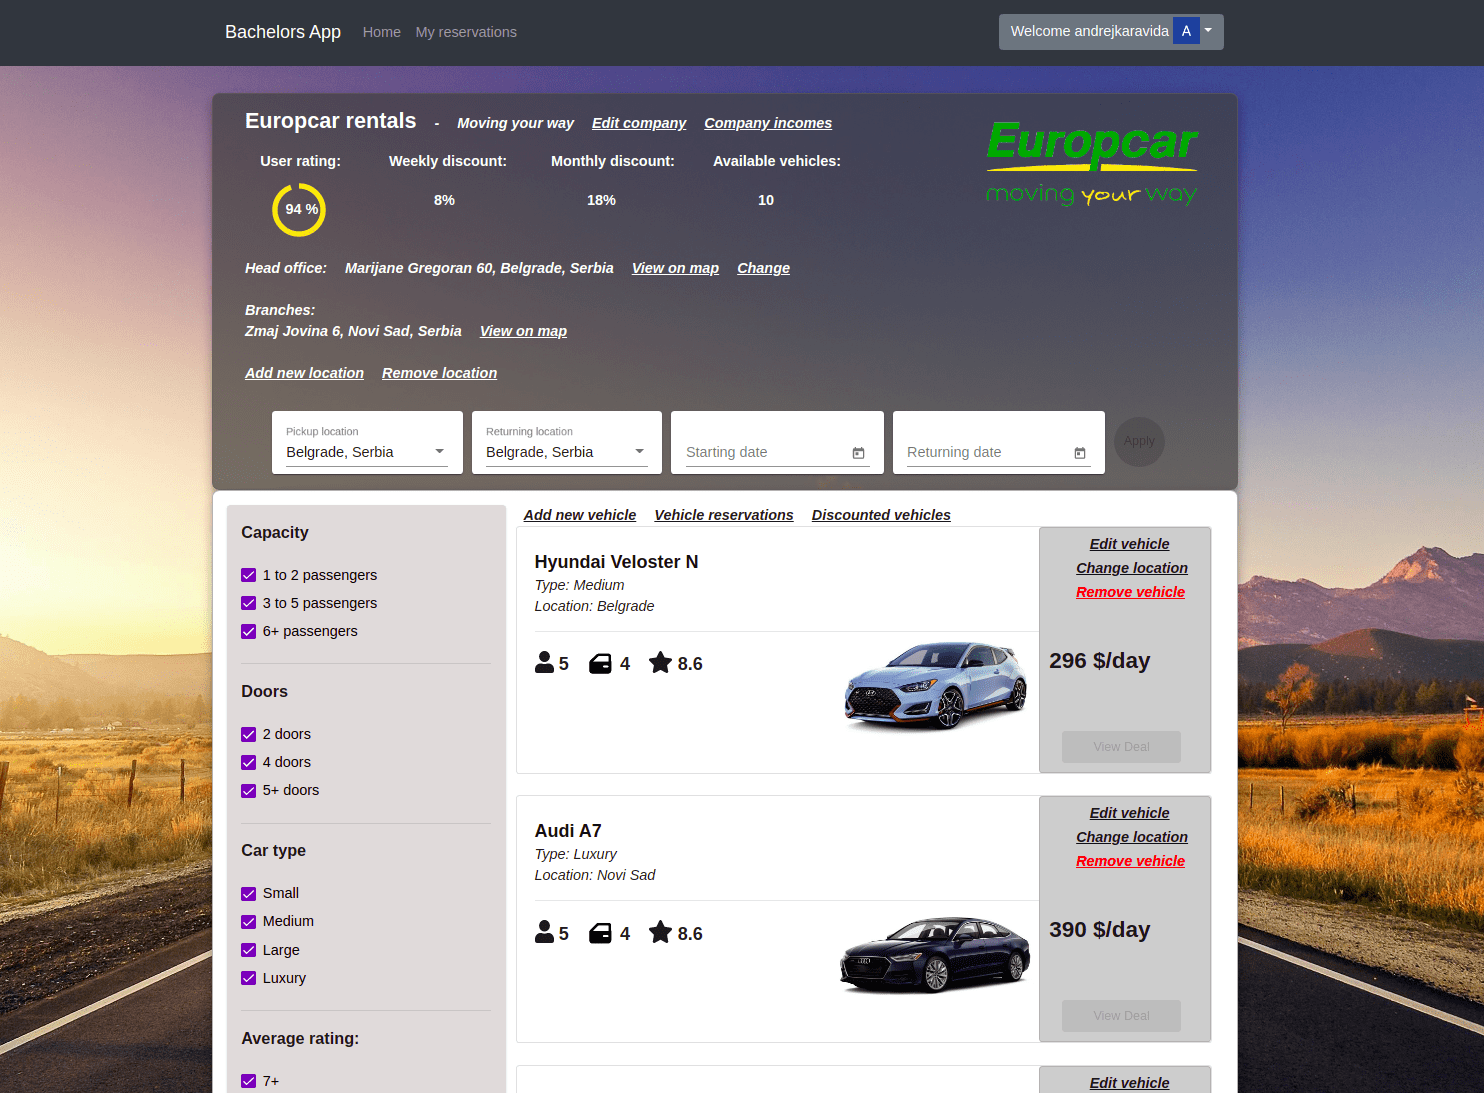 Bachelors App Home My reservations Welcome andrejkaravida A
Europcar rentals - Moving your way Edit company Company incomes
Europcar
moving your way
User rating: Weekly discount: Monthly discount: Available vehicles:
94 % 8% 18% 10
Head office: Marijane Gregoran 60, Belgrade, Serbia View on map Change
Branches:
Zmaj Jovina 6, Novi Sad, Serbia View on map
Add new location Remove location
Pickup location Returning location
Belgrade, Serbia Belgrade, Serbia Starting date Returning date Apply
Capacity
1 to 2 passengers
3 to 5 passengers
6+ passengers
Doors
2 doors
4 doors
5+ doors
Car type
Small
Medium
Large
Luxury
Average rating:
7+
Add new vehicle Vehicle reservations Discounted vehicles
Hyundai Veloster N
Type: Medium
Location: Belgrade
5 4 8.6
Edit vehicle
Change location
Remove vehicle
296 $/day
View Deal
Audi A7
Type: Luxury
Location: Novi Sad
5 4 8.6
Edit vehicle
Change location
Remove vehicle
390 $/day
View Deal
Edit vehicle